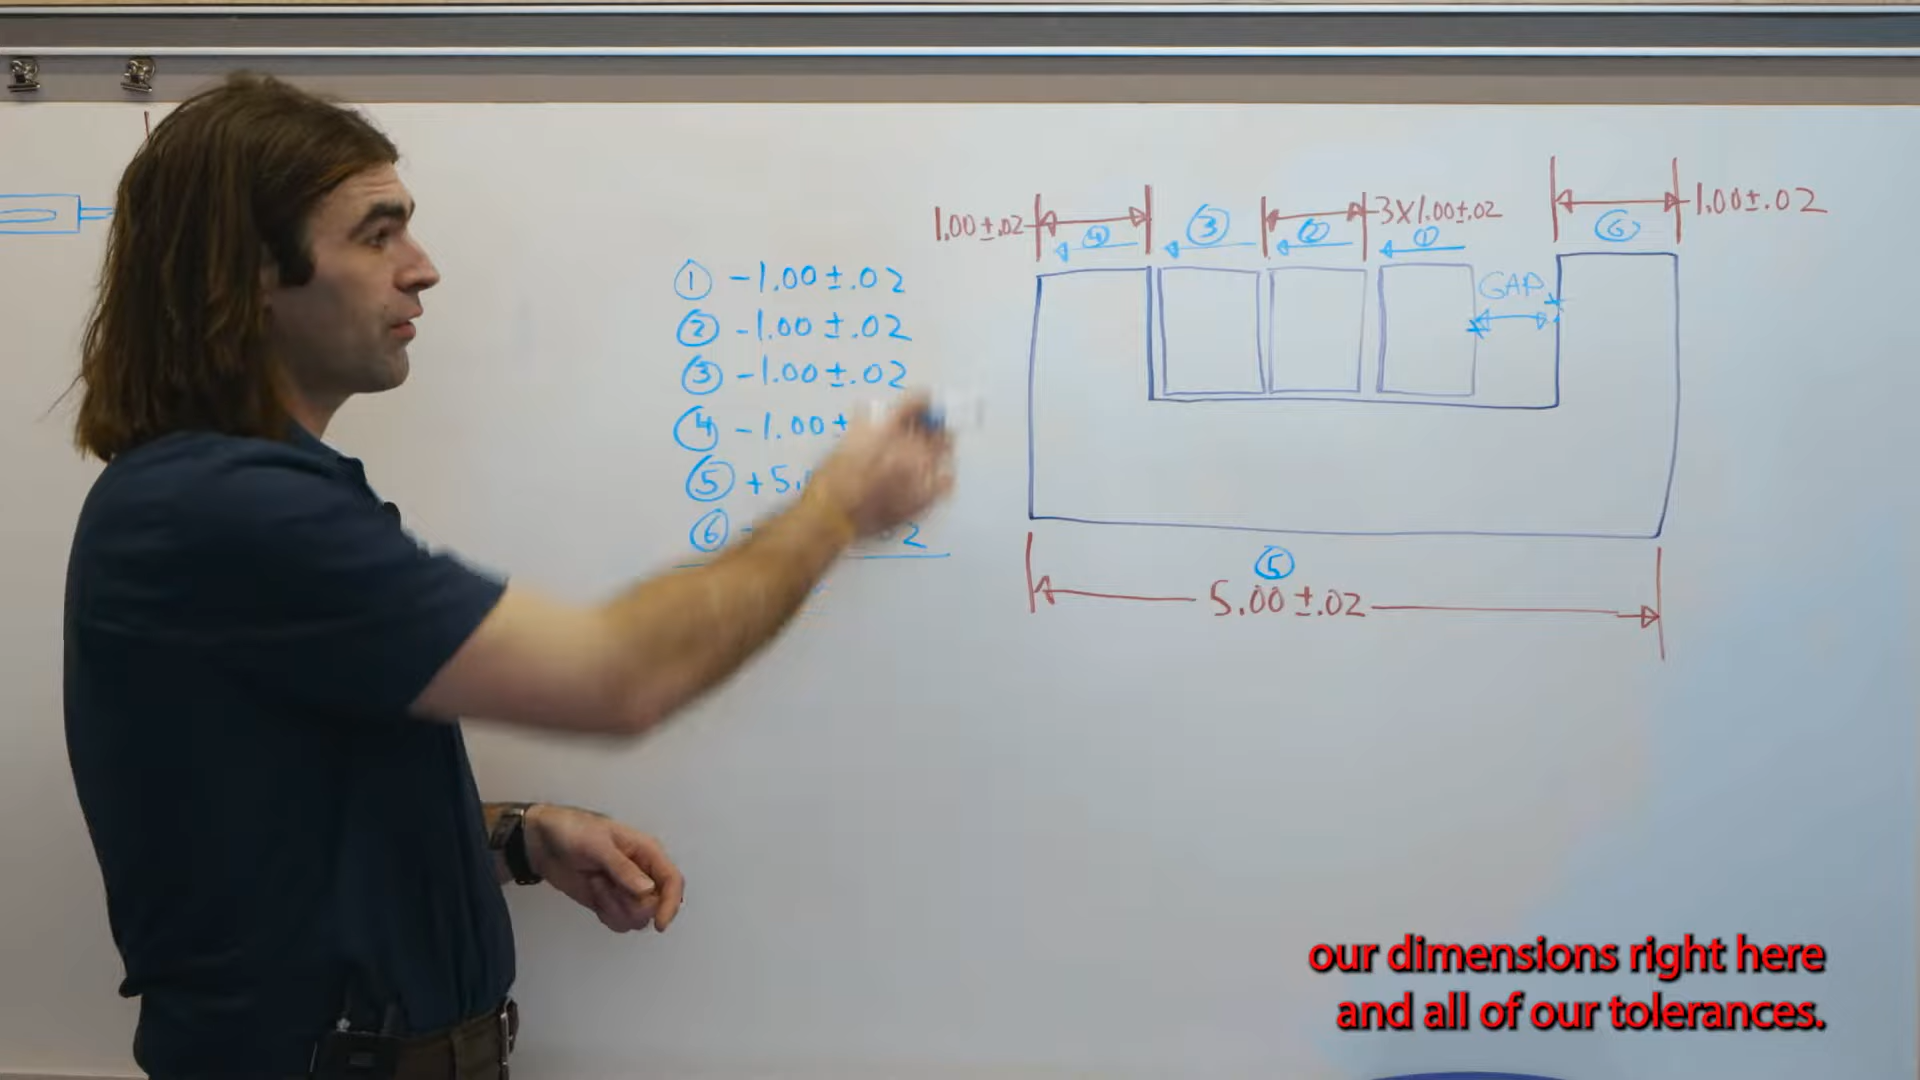 ① -1.00±.02
② -1.00±.02
③ -1.00±.02
④ -1.00±
⑤ +5.
⑥ - 2
1.00±.02
④
③
②
3X1.00±.02
①
⑥
1.00±.02
GAP
⑤
5.00±.02
our dimensions right here
and all of our tolerances.